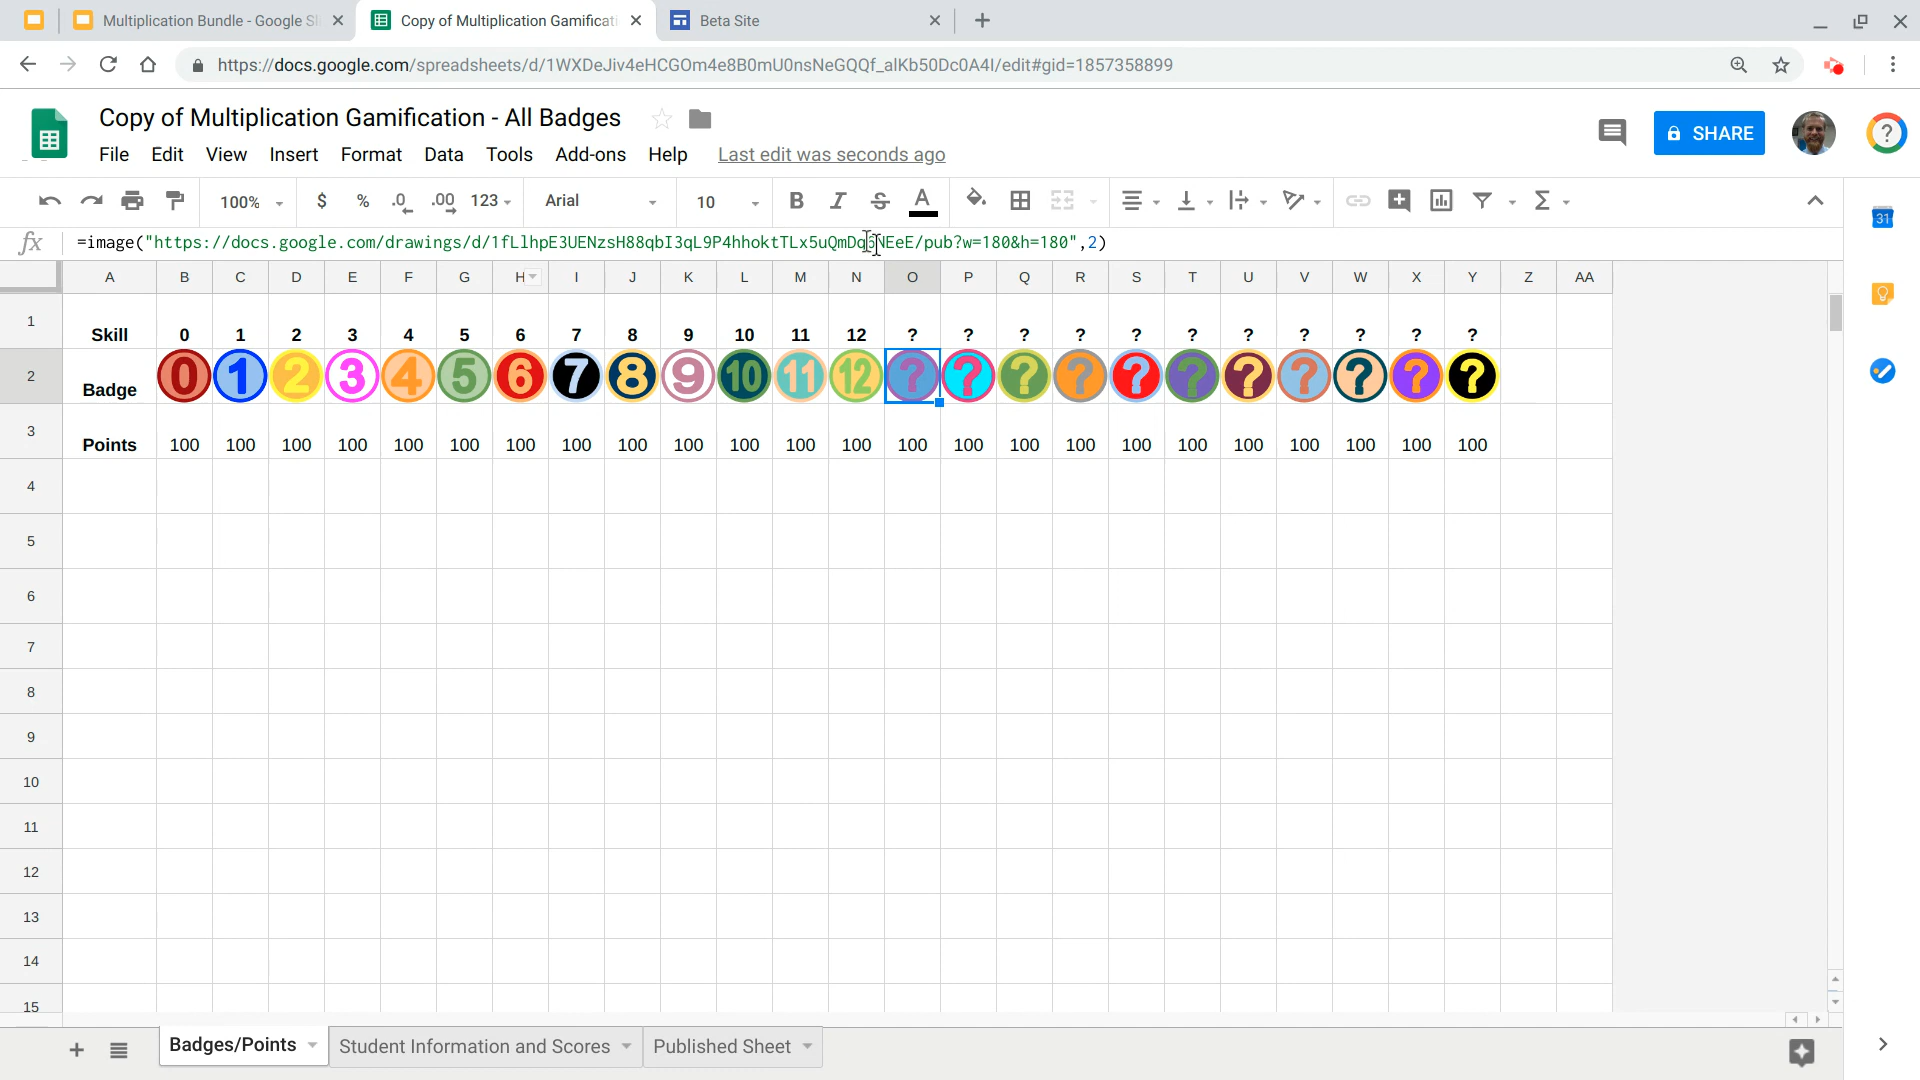 Multiplication Bundle - Google Sl
Copy of Multiplication Gamificati
Beta Site
https://docs.google.com/spreadsheets/d/1WXDeJiv4eHCGOm4e8B0mU0nsNeGQQf_alKb50Dc0A4I/edit#gid=1857358899
Copy of Multiplication Gamification - All Badges
SHARE
?
File Edit View Insert Format Data Tools Add-ons Help Last edit was seconds ago
100% $ % .0 .00 123 Arial 10 B I S A Σ
31
fx =image("https://docs.google.com/drawings/d/1fLlhpE3UENzsH88qbI3qL9P4hhoktTLx5uQmDq6NEeE/pub?w=180&h=180",2)
A B C D E F G H I J K L M N O P Q R S T U V W X Y Z AA
1 Skill 0 1 2 3 4 5 6 7 8 9 10 11 12 ? ? ? ? ? ? ? ? ? ? ?
2 Badge 0 1 2 3 4 5 6 7 8 9 10 11 12 ? ? ? ? ? ? ? ? ? ? ?
3 Points 100 100 100 100 100 100 100 100 100 100 100 100 100 100 100 100 100 100 100 100 100 100 100 100
4
5
6
7
8
9
10
11
12
13
14
15
Badges/Points Student Information and Scores Published Sheet